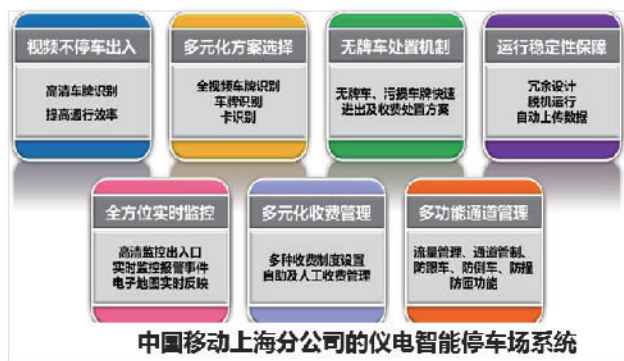 视频不停车出入
高清车牌识别
提高通行效率
多元化方案选择
全视频车牌识别
车牌识别
卡识别
无牌车处置机制
无牌车、污损车牌快速
进出及收费处置方案
运行稳定性保障
冗余设计
脱机运行
自动上传数据
全方位实时监控
高清监控出入口
实时监控报警事件
电子地图实时反映
多元化收费管理
多种收费制度设置
自助及人工收费管理
多功能通道管理
流量管理、通道管制、
防跟车、防倒车、防撞
防砸功能
中国移动上海分公司的仪电智能停车场系统